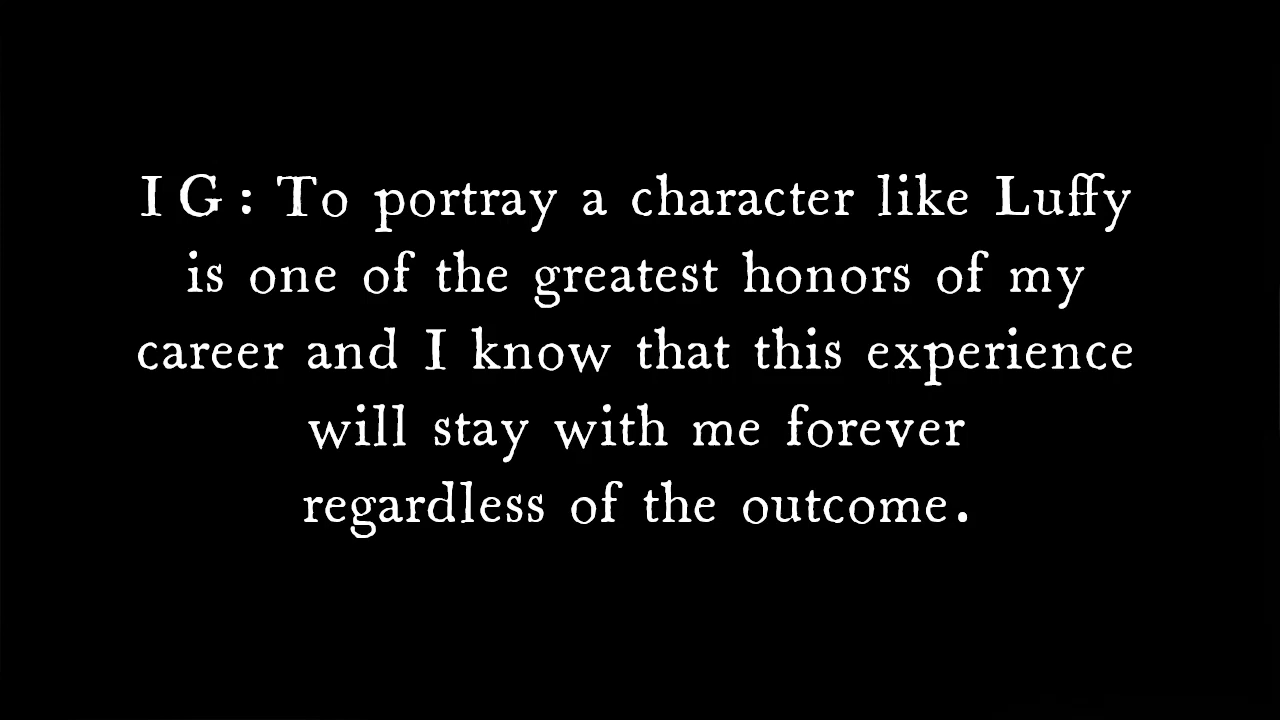 IG: To portray a character like Luffy
is one of the greatest honors of my
career and I know that this experience
will stay with me forever
regardless of the outcome.